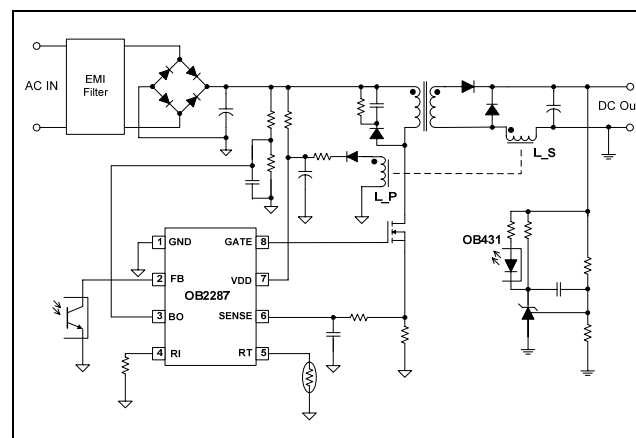 AC IN
EMI
Filter
DC Out
L_S
L_P
OB431
1 GND
GATE 8
2 FB
VDD 7
OB2287
3 BO
SENSE 6
4 RI
RT 5